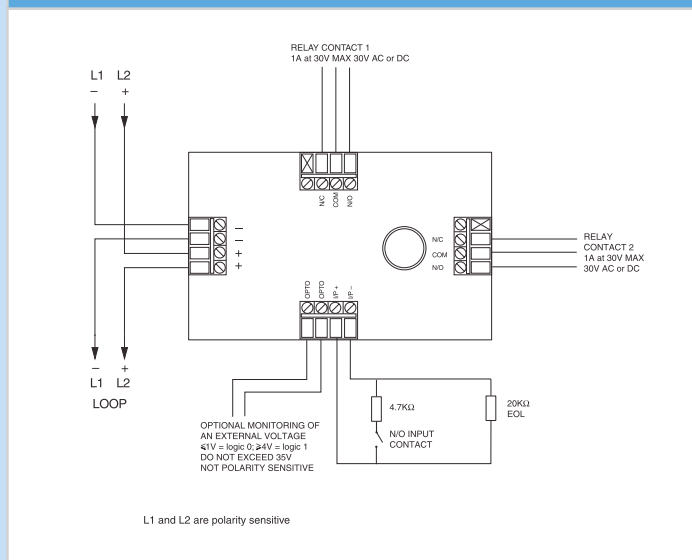 RELAY CONTACT 1
1A at 30V MAX 30V AC or DC
L1 L2
− +
N/C
COM
N/O
−
−
+
+
N/C
COM
N/O
RELAY
CONTACT 2
1A at 30V MAX
30V AC or DC
OPTO
OPTO
I/P +
I/P −
− +
L1 L2
LOOP
4.7KΩ
N/O INPUT
CONTACT
20KΩ
EOL
OPTIONAL MONITORING OF
AN EXTERNAL VOLTAGE
⩽1V = logic 0; ⩾4V = logic 1
DO NOT EXCEED 35V
NOT POLARITY SENSITIVE
L1 and L2 are polarity sensitive